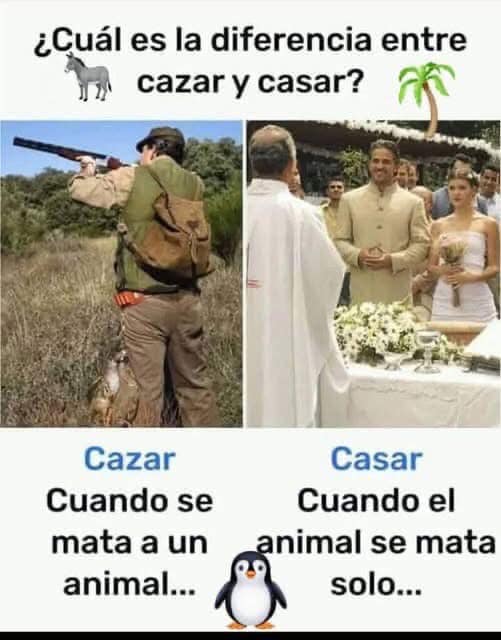 ¿Cuál es la diferencia entre
cazar y casar?
Cazar
Cuando se
mata a un
animal...
Casar
Cuando el
animal se mata
solo...